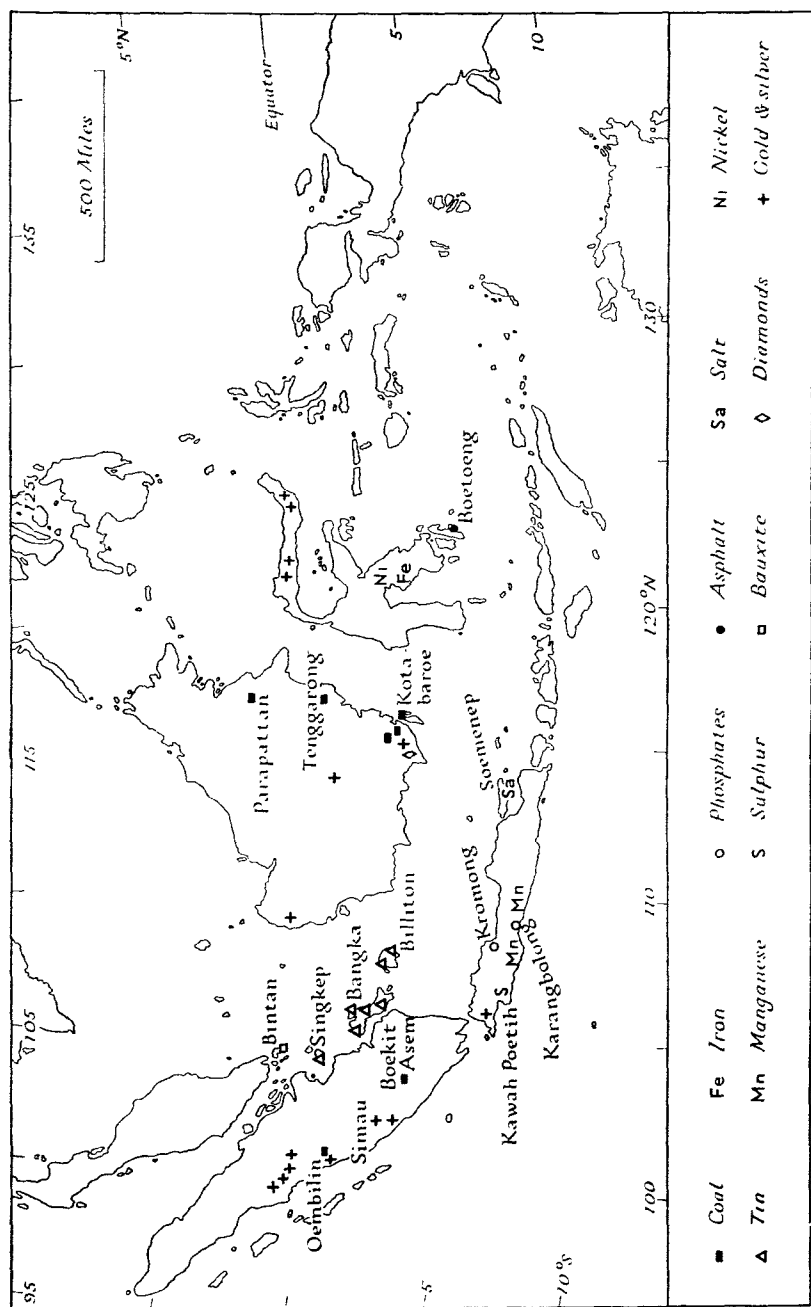 95
105
115
125
135
5°N
500 Miles
Equator
Bintan
Singkep
Bangka
Billiton
Oembilin
Simau
Boekit
Asem
Parapattan
Tenggarong
Kota
baroe
Ni
Fe
Boetoeng
5
5
Kromong
Soemenep
Sa
Kawah Poetih
S
Mn
Mn
Karangbolong
10°S
10
100
110
120°N
130
Coal
Fe Iron
Phosphates
Asphalt
Sa Salt
Ni Nickel
Tin
Mn Manganese
S Sulphur
Bauxite
Diamonds
Gold & silver